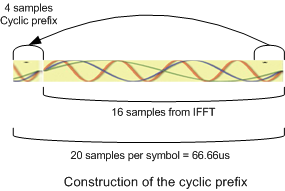 4 samples
Cyclic prefix
16 samples from IFFT
20 samples per symbol = 66.66us
Construction of the cyclic prefix